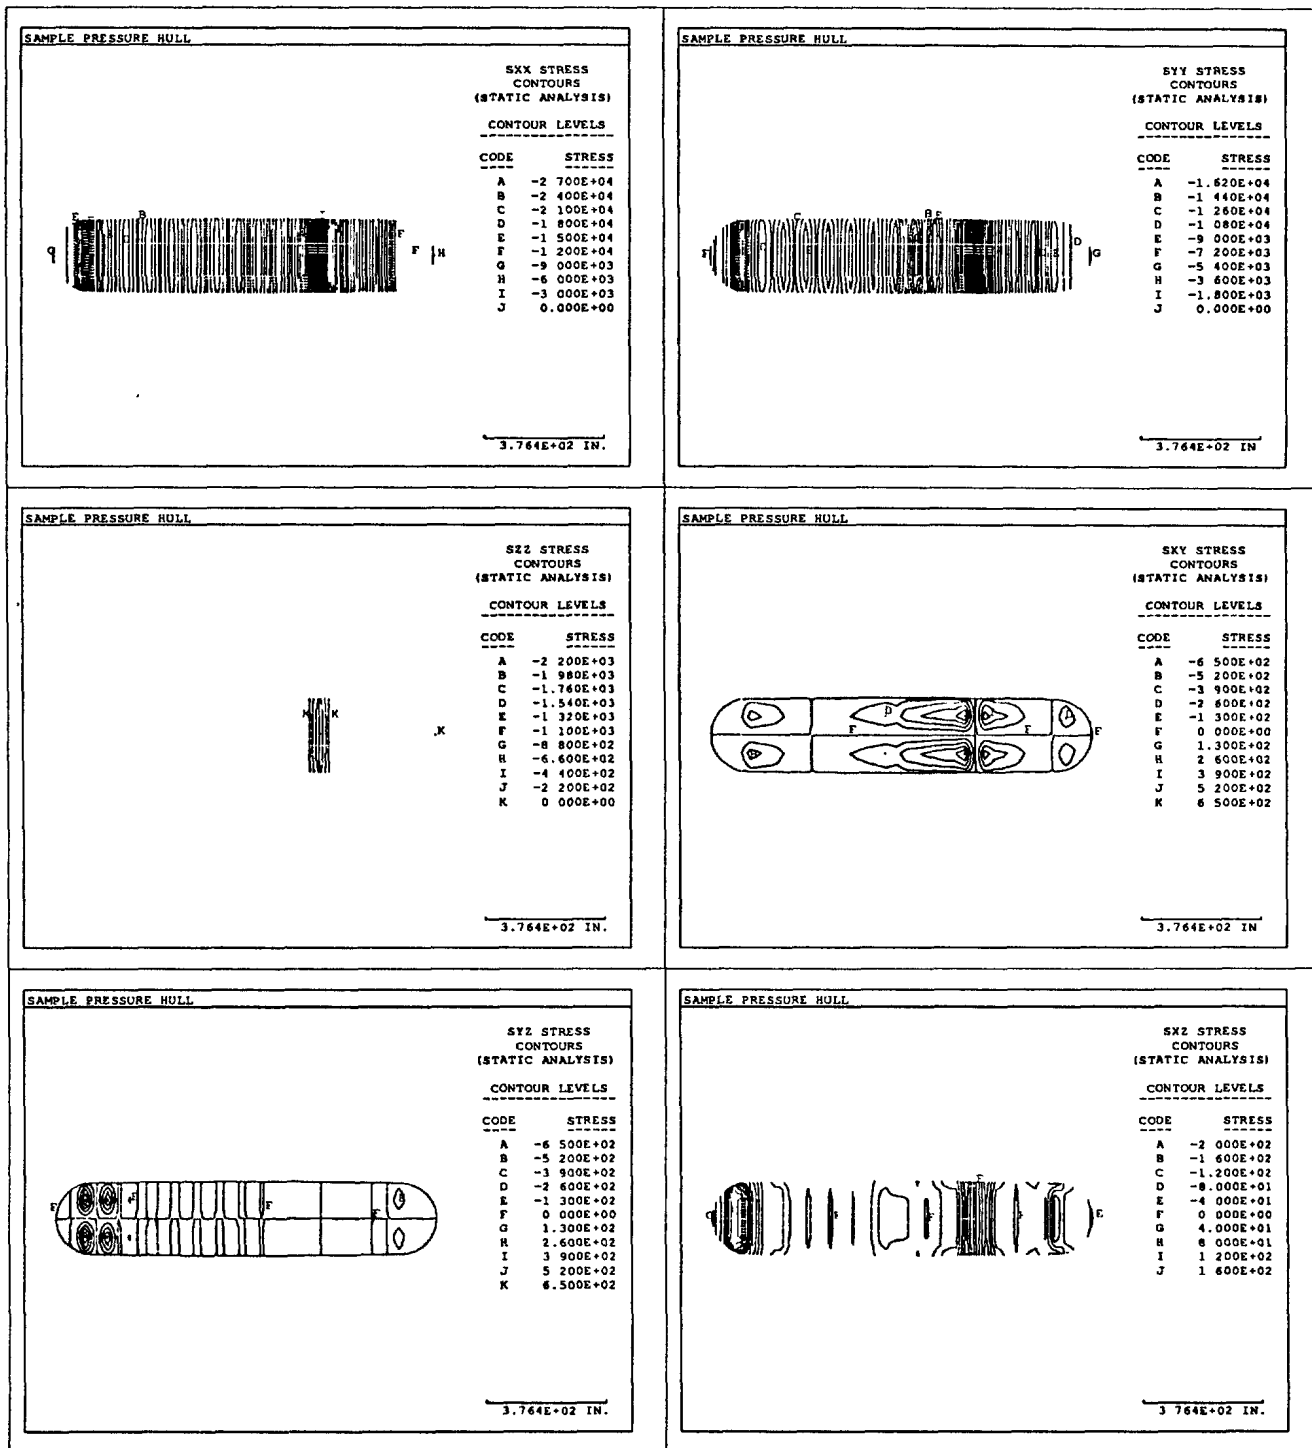 SAMPLE PRESSURE HULL
SXX STRESS
CONTOURS
(STATIC ANALYSIS)
CONTOUR LEVELS
CODE STRESS
A -2 700E+04
B -2 400E+04
C -2 100E+04
D -1 800E+04
E -1 500E+04
F -1 200E+04
G -9 000E+03
H -6 000E+03
I -3 000E+03
J 0.000E+00
E B
F
F H
3.764E+02 IN.
SAMPLE PRESSURE HULL
SYY STRESS
CONTOURS
(STATIC ANALYSIS)
CONTOUR LEVELS
CODE STRESS
A -1.620E+04
B -1 440E+04
C -1 260E+04
D -1 080E+04
E -9 000E+03
F -7 200E+03
G -5 400E+03
H -3 600E+03
I -1.800E+03
J 0.000E+00
C B E
D
G
3.764E+02 IN
SAMPLE PRESSURE HULL
SZZ STRESS
CONTOURS
(STATIC ANALYSIS)
CONTOUR LEVELS
CODE STRESS
A -2 200E+03
B -1 980E+03
C -1.760E+03
D -1.540E+03
E -1 320E+03
F -1 100E+03
G -8 800E+02
H -6.600E+02
I -4 400E+02
J -2 200E+02
K 0 000E+00
K K
K
3.764E+02 IN.
SAMPLE PRESSURE HULL
SXY STRESS
CONTOURS
(STATIC ANALYSIS)
CONTOUR LEVELS
CODE STRESS
A -6 500E+02
B -5 200E+02
C -3 900E+02
D -2 600E+02
E -1 300E+02
F 0 000E+00
G 1.300E+02
H 2 600E+02
I 3 900E+02
J 5 200E+02
K 6 500E+02
D
F F F
3.764E+02 IN
SAMPLE PRESSURE HULL
SYZ STRESS
CONTOURS
(STATIC ANALYSIS)
CONTOUR LEVELS
CODE STRESS
A -6 500E+02
B -5 200E+02
C -3 900E+02
D -2 600E+02
E -1 300E+02
F 0 000E+00
G 1.300E+02
H 2.600E+02
I 3 900E+02
J 5 200E+02
K 6.500E+02
F
F
3.764E+02 IN.
SAMPLE PRESSURE HULL
SXZ STRESS
CONTOURS
(STATIC ANALYSIS)
CONTOUR LEVELS
CODE STRESS
A -2 000E+02
B -1 600E+02
C -1.200E+02
D -8.000E+01
E -4 000E+01
F 0 000E+00
G 4.000E+01
H 8 000E+01
I 1 200E+02
J 1 600E+02
E
3 764E+02 IN.